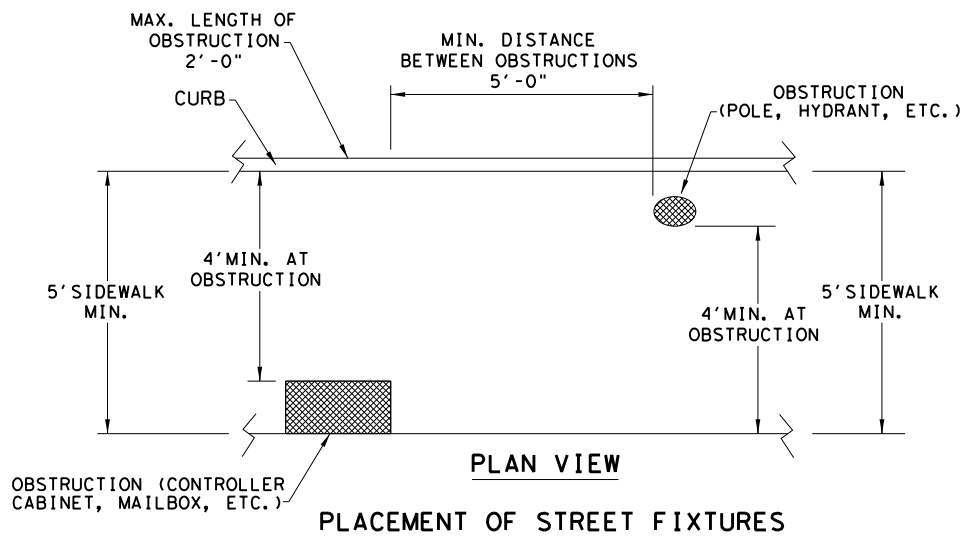 MAX. LENGTH OF
OBSTRUCTION
2'-0"
MIN. DISTANCE
BETWEEN OBSTRUCTIONS
5'-0"
CURB
OBSTRUCTION
(POLE, HYDRANT, ETC.)
4'MIN. AT
OBSTRUCTION
5'SIDEWALK
MIN.
4'MIN. AT
OBSTRUCTION
5'SIDEWALK
MIN.
OBSTRUCTION (CONTROLLER
CABINET, MAILBOX, ETC.)
PLAN VIEW
PLACEMENT OF STREET FIXTURES